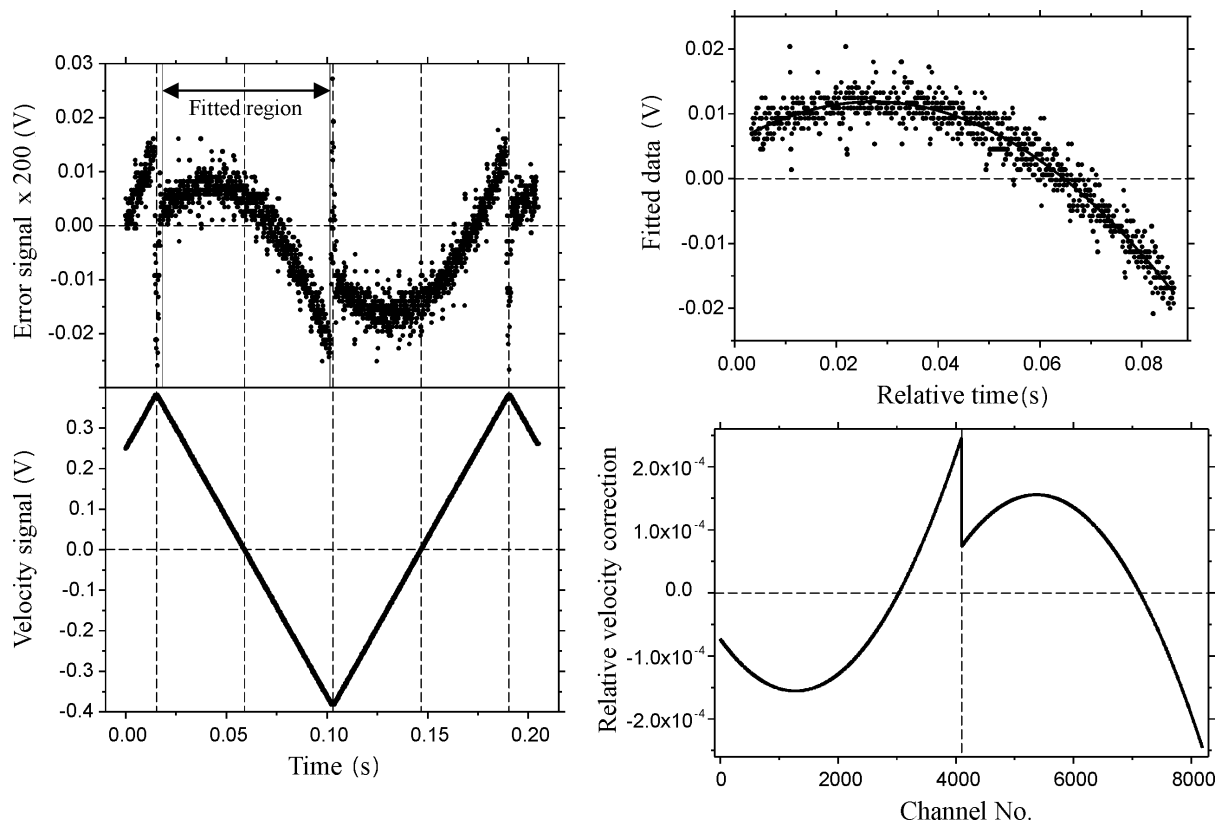 Error signal x 200 (V)
0.03
0.02
0.01
0.00
-0.01
-0.02
Fitted region
Velocity signal (V)
0.3
0.2
0.1
0.0
-0.1
-0.2
-0.3
-0.4
0.00
0.05
0.10
0.15
0.20
Time (s)
Fitted data (V)
0.02
0.01
0.00
-0.01
-0.02
0.00
0.02
0.04
0.06
0.08
Relative time(s)
Relative velocity correction
2.0x10⁻⁴
1.0x10⁻⁴
0.0
-1.0x10⁻⁴
-2.0x10⁻⁴
0
2000
4000
6000
8000
Channel No.